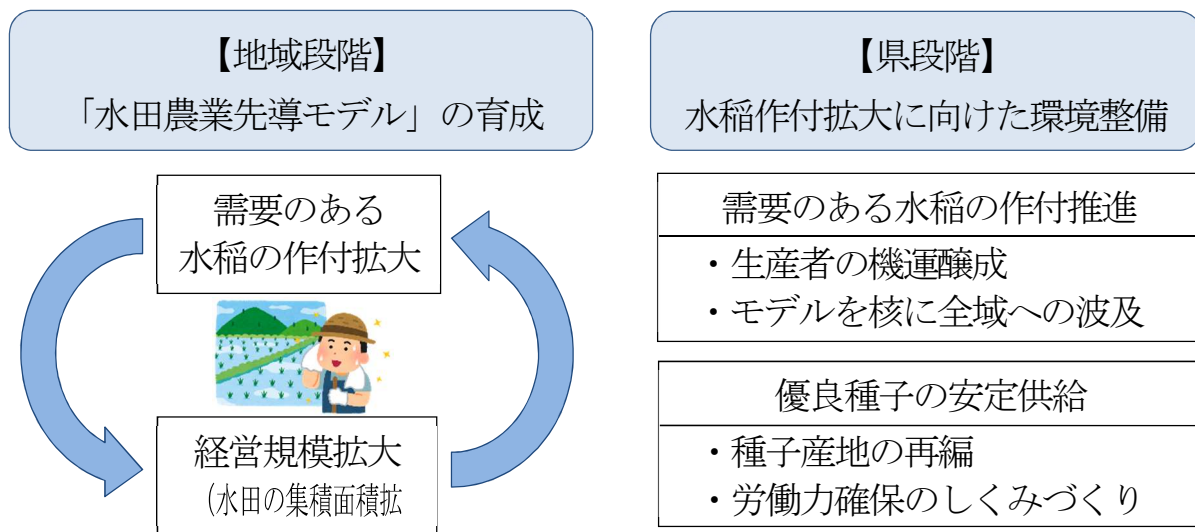 【地域段階】
「水田農業先導モデル」の育成
需要のある
水稲の作付拡大
経営規模拡大
(水田の集積面積拡
【県段階】
水稲作付拡大に向けた環境整備
需要のある水稲の作付推進
・生産者の機運醸成
・モデルを核に全域への波及
優良種子の安定供給
・種子産地の再編
・労働力確保のしくみづくり